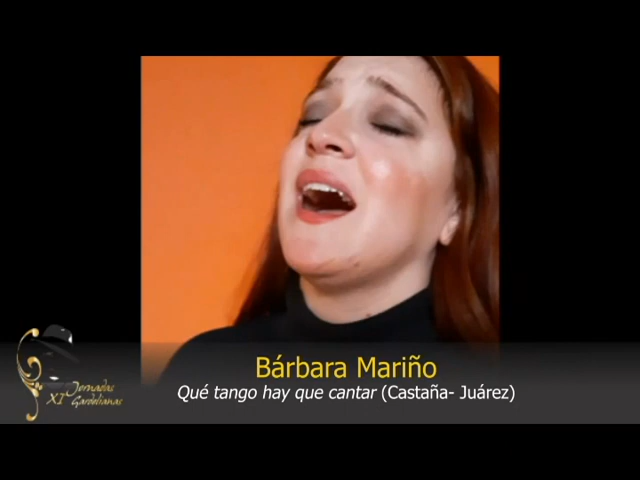 Bárbara Mariño
Qué tango hay que cantar (Castaña- Juárez)
XI Jornadas
Gardelianas